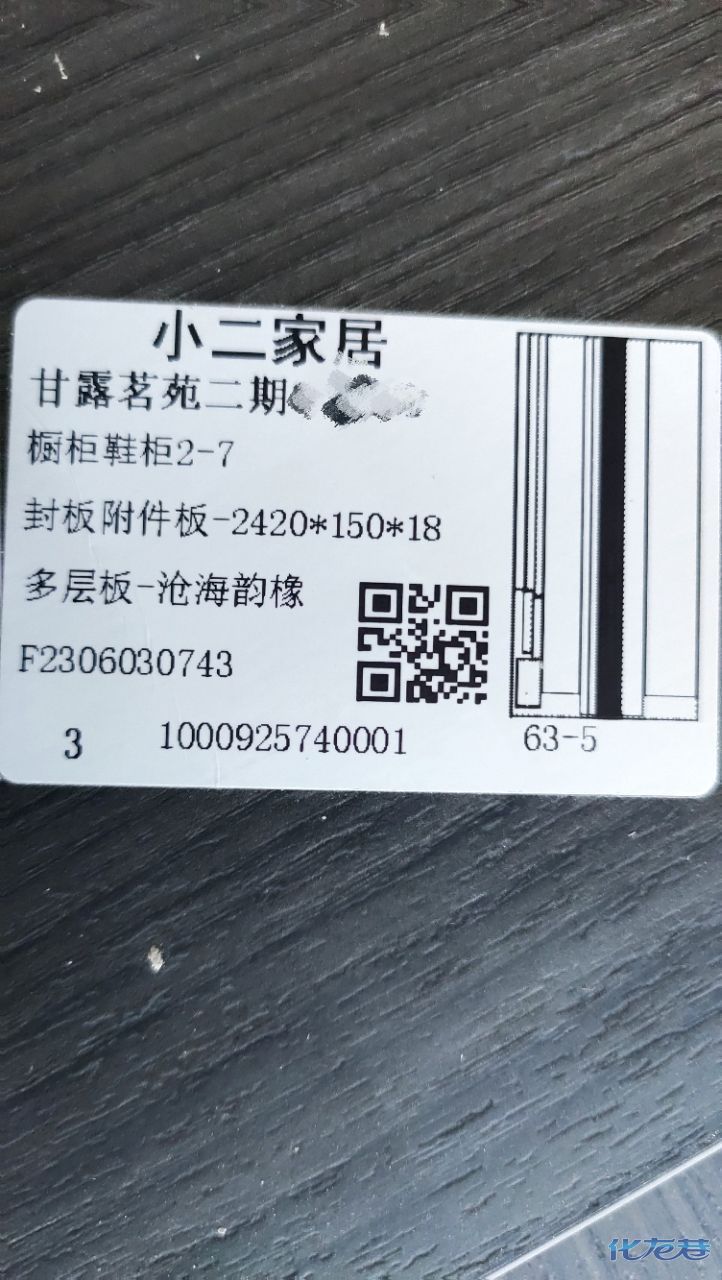 小二家居
甘露茗苑二期
橱柜鞋柜2-7
封板附件板-2420*150*18
多层板-沧海韵橡
F2306030743
3 1000925740001 63-5
化龙巷